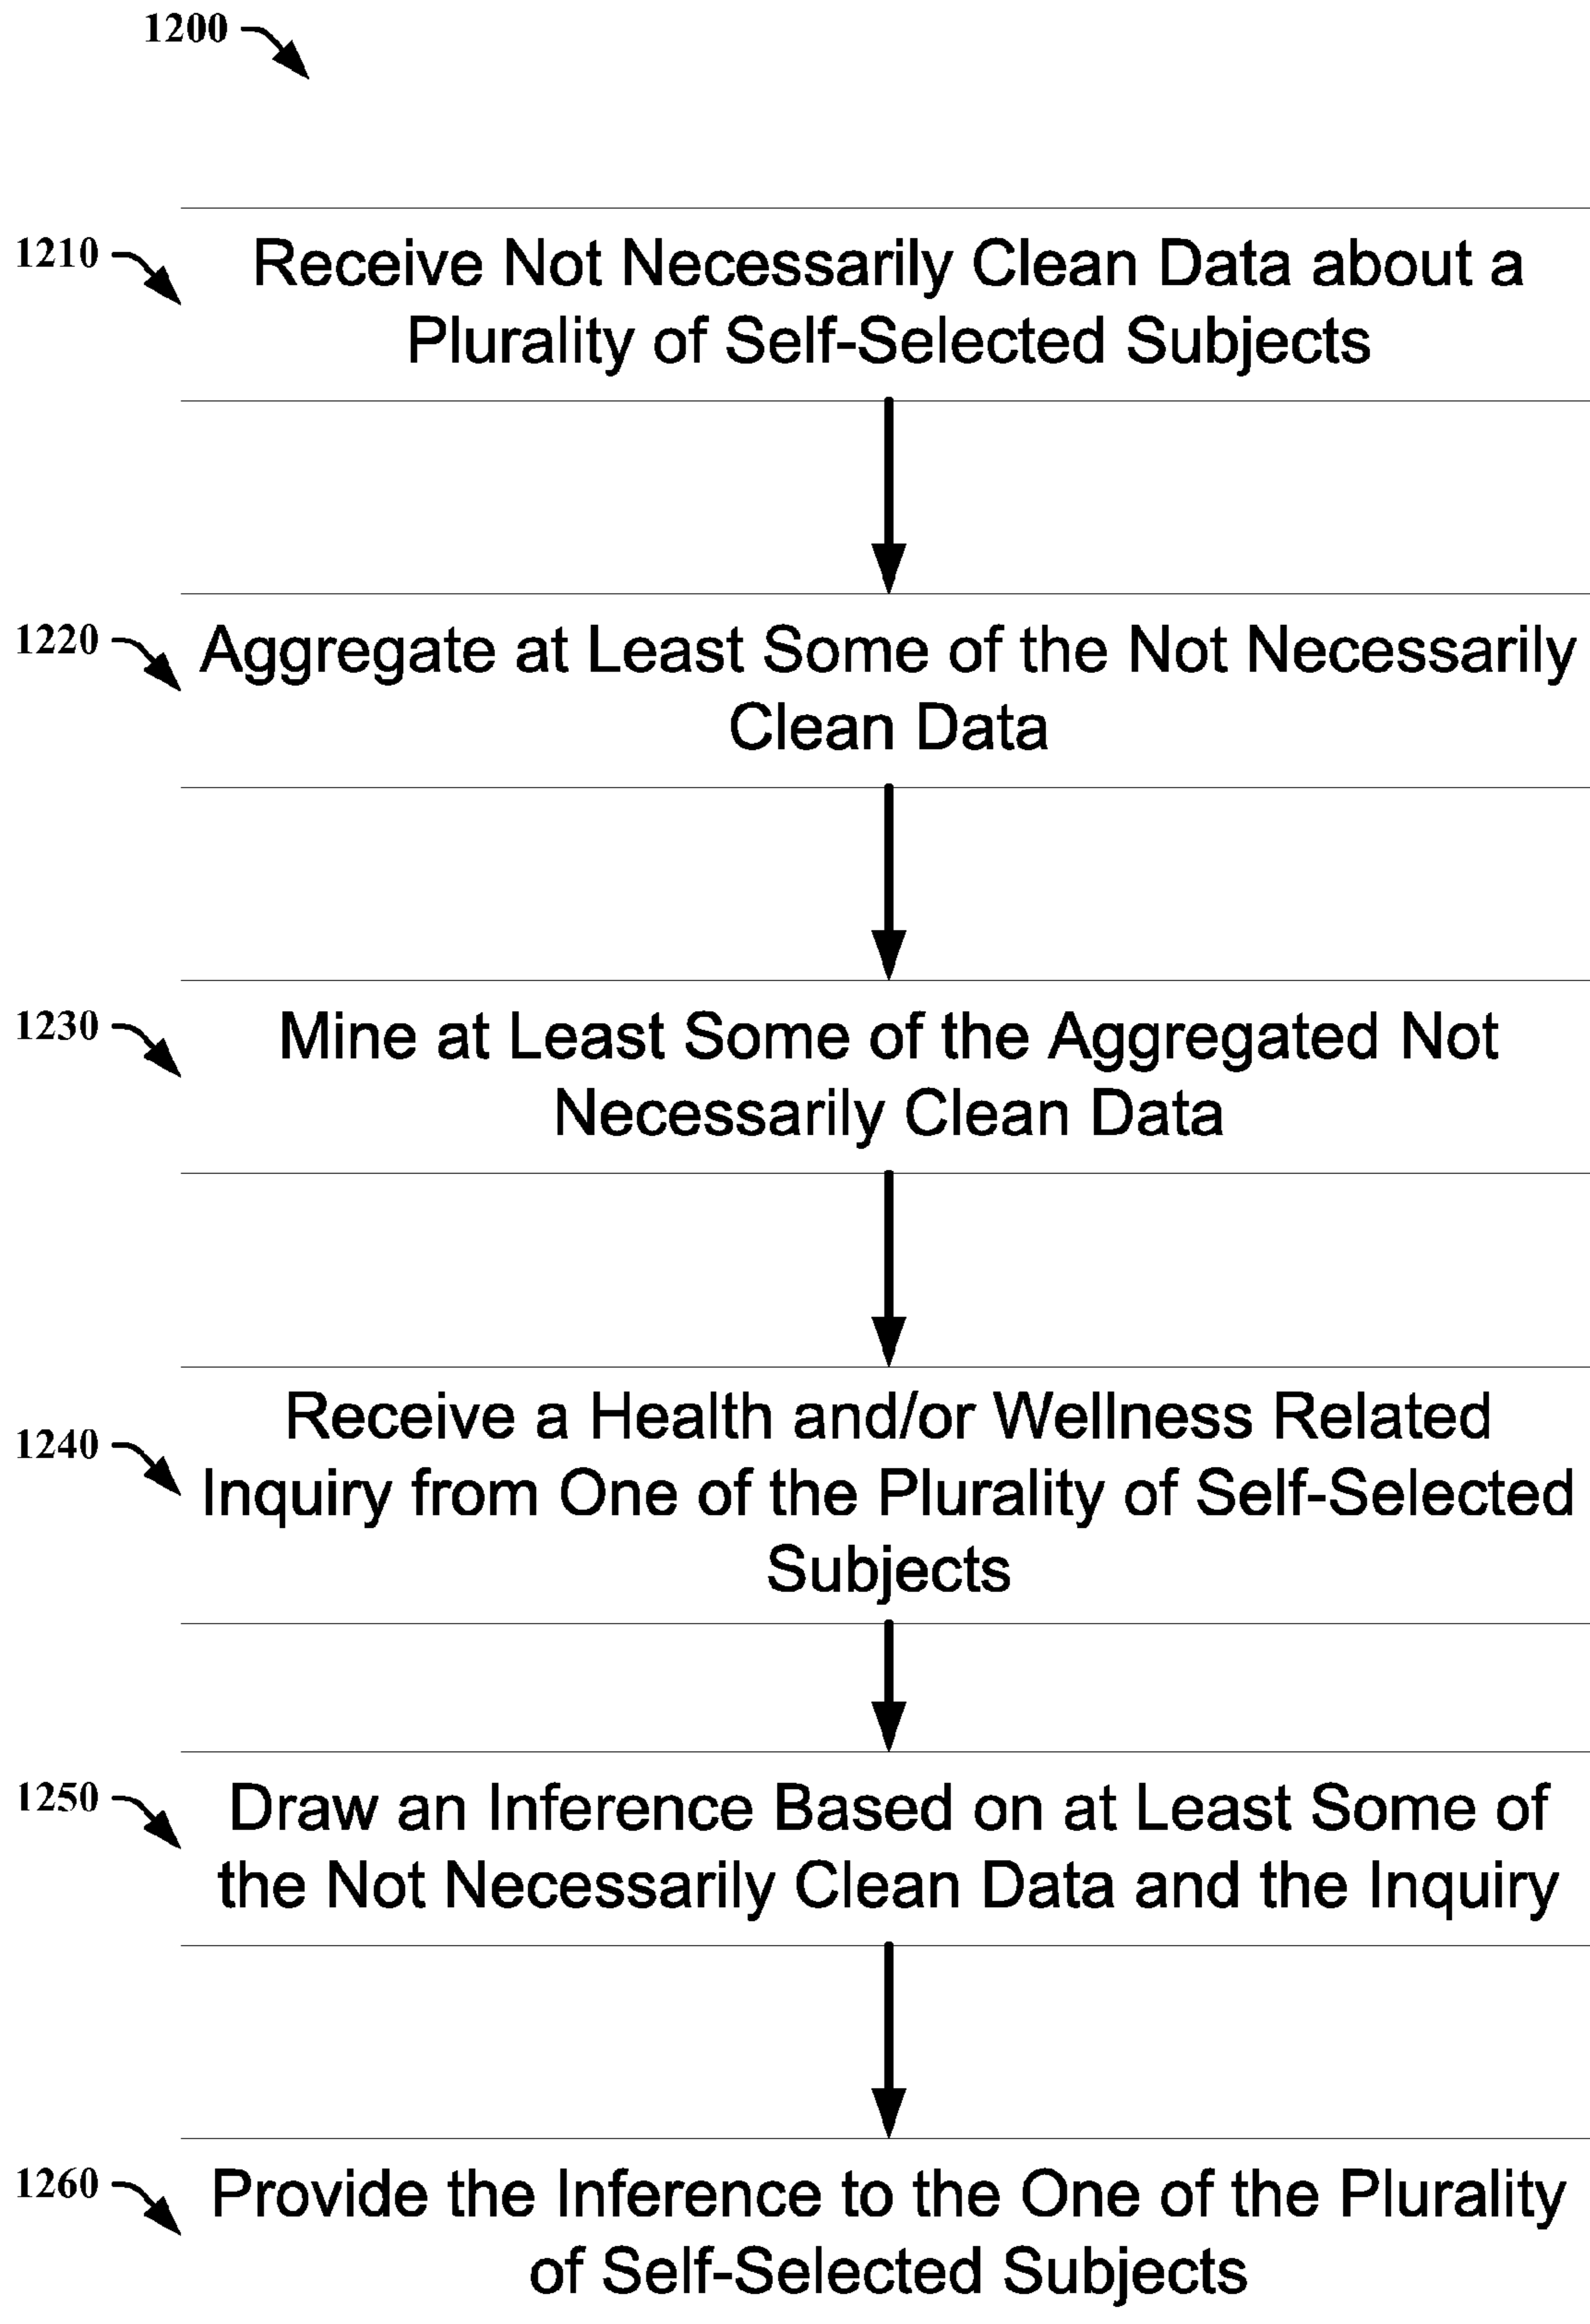 1200
1210
Receive Not Necessarily Clean Data about a
Plurality of Self-Selected Subjects
1220
Aggregate at Least Some of the Not Necessarily
Clean Data
1230
Mine at Least Some of the Aggregated Not
Necessarily Clean Data
1240
Receive a Health and/or Wellness Related
Inquiry from One of the Plurality of Self-Selected
Subjects
1250
Draw an Inference Based on at Least Some of
the Not Necessarily Clean Data and the Inquiry
1260
Provide the Inference to the One of the Plurality
of Self-Selected Subjects